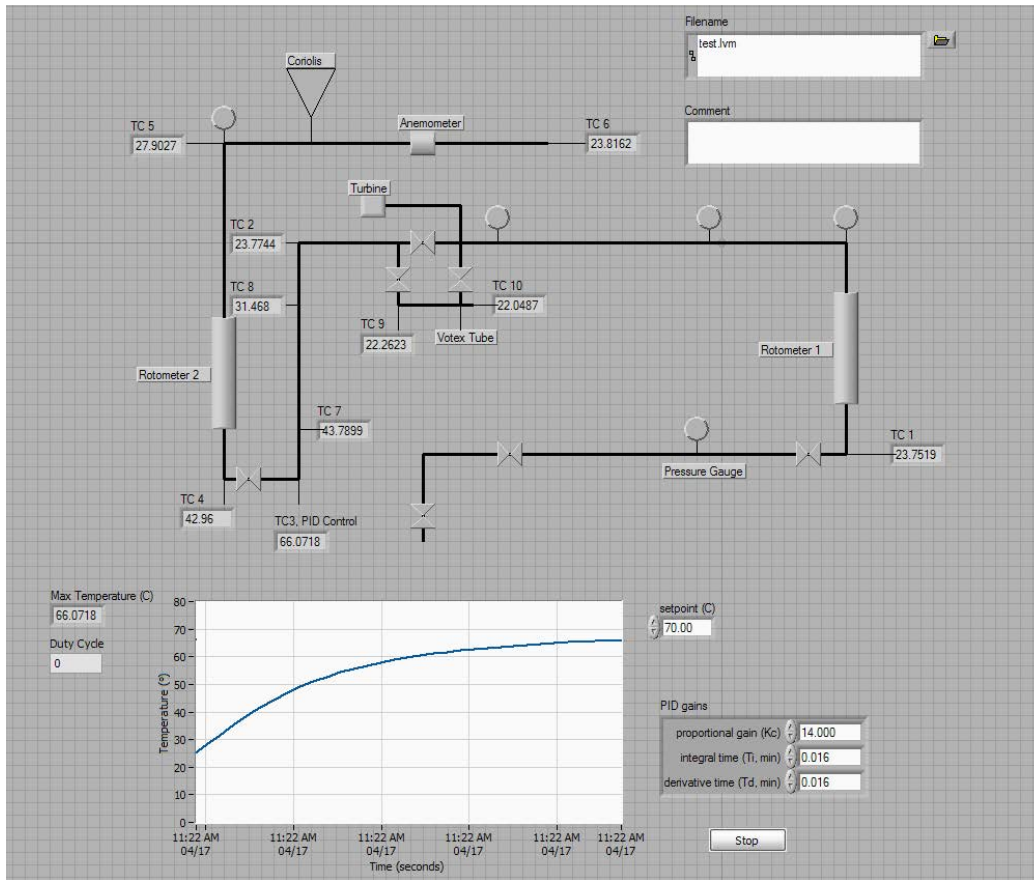 Filename
test.lvm
Coriolis
Comment
TC 5
27.9027
Anemometer
TC 6
23.8162
Turbine
TC 2
23.7744
TC 8
31.468
TC 10
22.0487
TC 9
22.2623
Votex Tube
Rotometer 1
Rotometer 2
TC 7
43.7899
TC 1
23.7519
Pressure Gauge
TC 4
42.96
TC3, PID Control
66.0718
Max Temperature (C)
66.0718
Duty Cycle
0
80
70
60
50
40
30
20
10
0
Temperature (º)
11:22 AM
04/17
11:22 AM
04/17
11:22 AM
04/17
11:22 AM
04/17
11:22 AM
04/17
11:22 AM
04/17
Time (seconds)
setpoint (C)
70.00
PID gains
proportional gain (Kc)
14.000
integral time (Ti, min)
0.016
derivative time (Td, min)
0.016
Stop